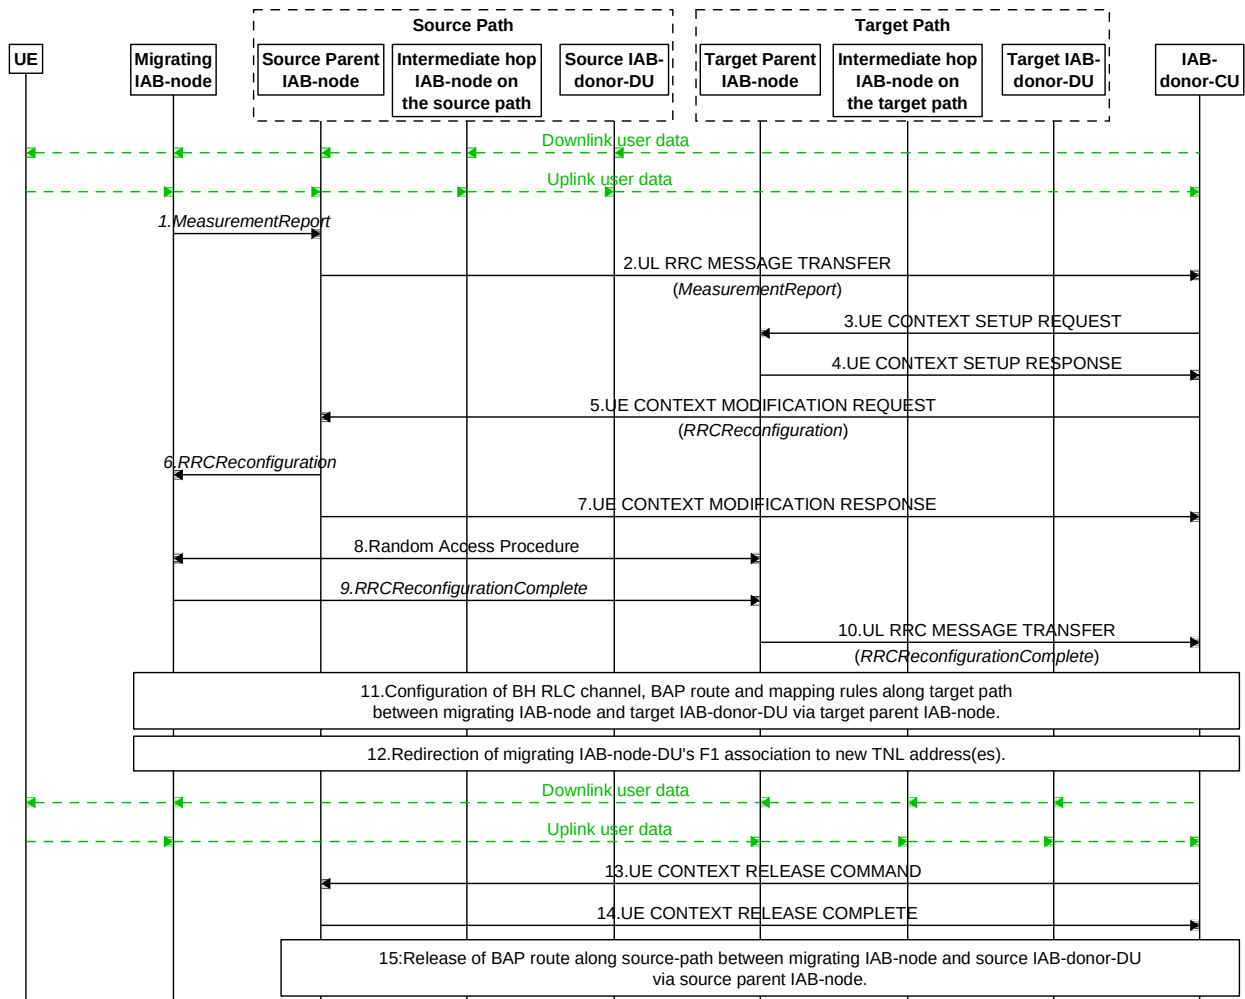 Source Path
Target Path
UE
Migrating
IAB-node
Source Parent
IAB-node
Intermediate hop
IAB-node on
the source path
Source IAB-
donor-DU
Target Parent
IAB-node
Intermediate hop
IAB-node on
the target path
Target IAB-
donor-DU
IAB-
donor-CU
Downlink user data
Uplink user data
1.MeasurementReport
2.UL RRC MESSAGE TRANSFER
(MeasurementReport)
3.UE CONTEXT SETUP REQUEST
4.UE CONTEXT SETUP RESPONSE
5.UE CONTEXT MODIFICATION REQUEST
(RRCReconfiguration)
6.RRCReconfiguration
7.UE CONTEXT MODIFICATION RESPONSE
8.Random Access Procedure
9.RRCReconfigurationComplete
10.UL RRC MESSAGE TRANSFER
(RRCReconfigurationComplete)
11.Configuration of BH RLC channel, BAP route and mapping rules along target path
between migrating IAB-node and target IAB-donor-DU via target parent IAB-node.
12.Redirection of migrating IAB-node-DU's F1 association to new TNL address(es).
Downlink user data
Uplink user data
13.UE CONTEXT RELEASE COMMAND
14.UE CONTEXT RELEASE COMPLETE
15:Release of BAP route along source-path between migrating IAB-node and source IAB-donor-DU
via source parent IAB-node.